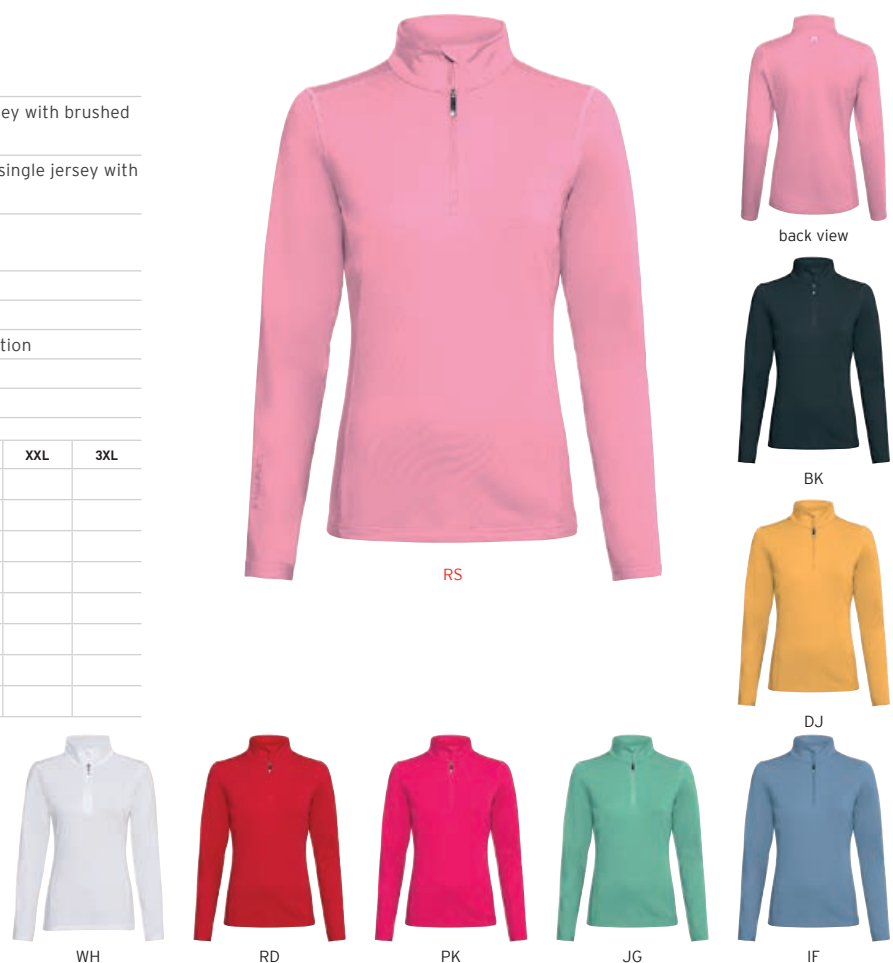 ey with brushed
single jersey with
tion
XXL 3XL
RS
back view
BK
DJ
WH RD PK JG IF